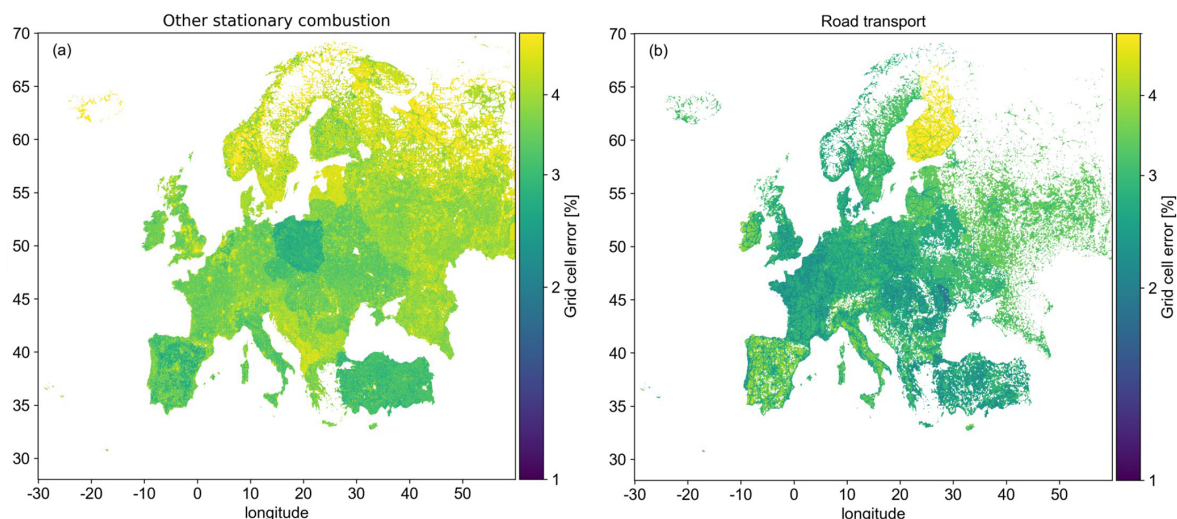 Other stationary combustion
(a)
70
65
60
55
50
45
40
35
30
-30 -20 -10 0 10 20 30 40 50
longitude
4
3
2
1
Grid cell error [%]
Road transport
(b)
70
65
60
55
50
45
40
35
30
-30 -20 -10 0 10 20 30 40 50
longitude
4
3
2
1
Grid cell error [%]